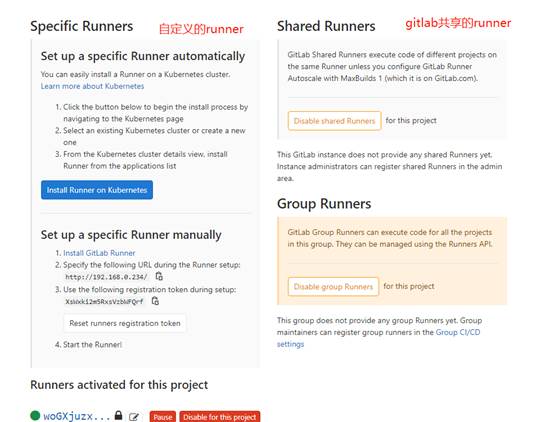 Specific Runners
自定义的runner
Set up a specific Runner automatically
You can easily install a Runner on a Kubernetes cluster.
Learn more about Kubernetes
1. Click the button below to begin the install process by
navigating to the Kubernetes page
2. Select an existing Kubernetes cluster or create a new
one
3. From the Kubernetes cluster details view, install
Runner from the applications list
Install Runner on Kubernetes
Set up a specific Runner manually
1. Install GitLab Runner
2. Specify the following URL during the Runner setup:
http://192.168.0.234/
3. Use the following registration token during setup:
XsWxki2m5RxsVzbWFQrf
Reset runners registration token
4. Start the Runner!
Runners activated for this project
woGXjuzx...
Pause
Disable for this project
Shared Runners
gitlab共享的runner
GitLab Shared Runners execute code of different projects on
the same Runner unless you configure GitLab Runner
Autoscale with MaxBuilds 1 (which it is on GitLab.com).
Disable shared Runners for this project
This GitLab instance does not provide any shared Runners yet.
Instance administrators can register shared Runners in the admin
area.
Group Runners
GitLab Group Runners can execute code for all the projects
in this group. They can be managed using the Runners API.
Disable group Runners for this project
This group does not provide any group Runners yet. Group
maintainers can register group runners in the Group CI/CD
settings